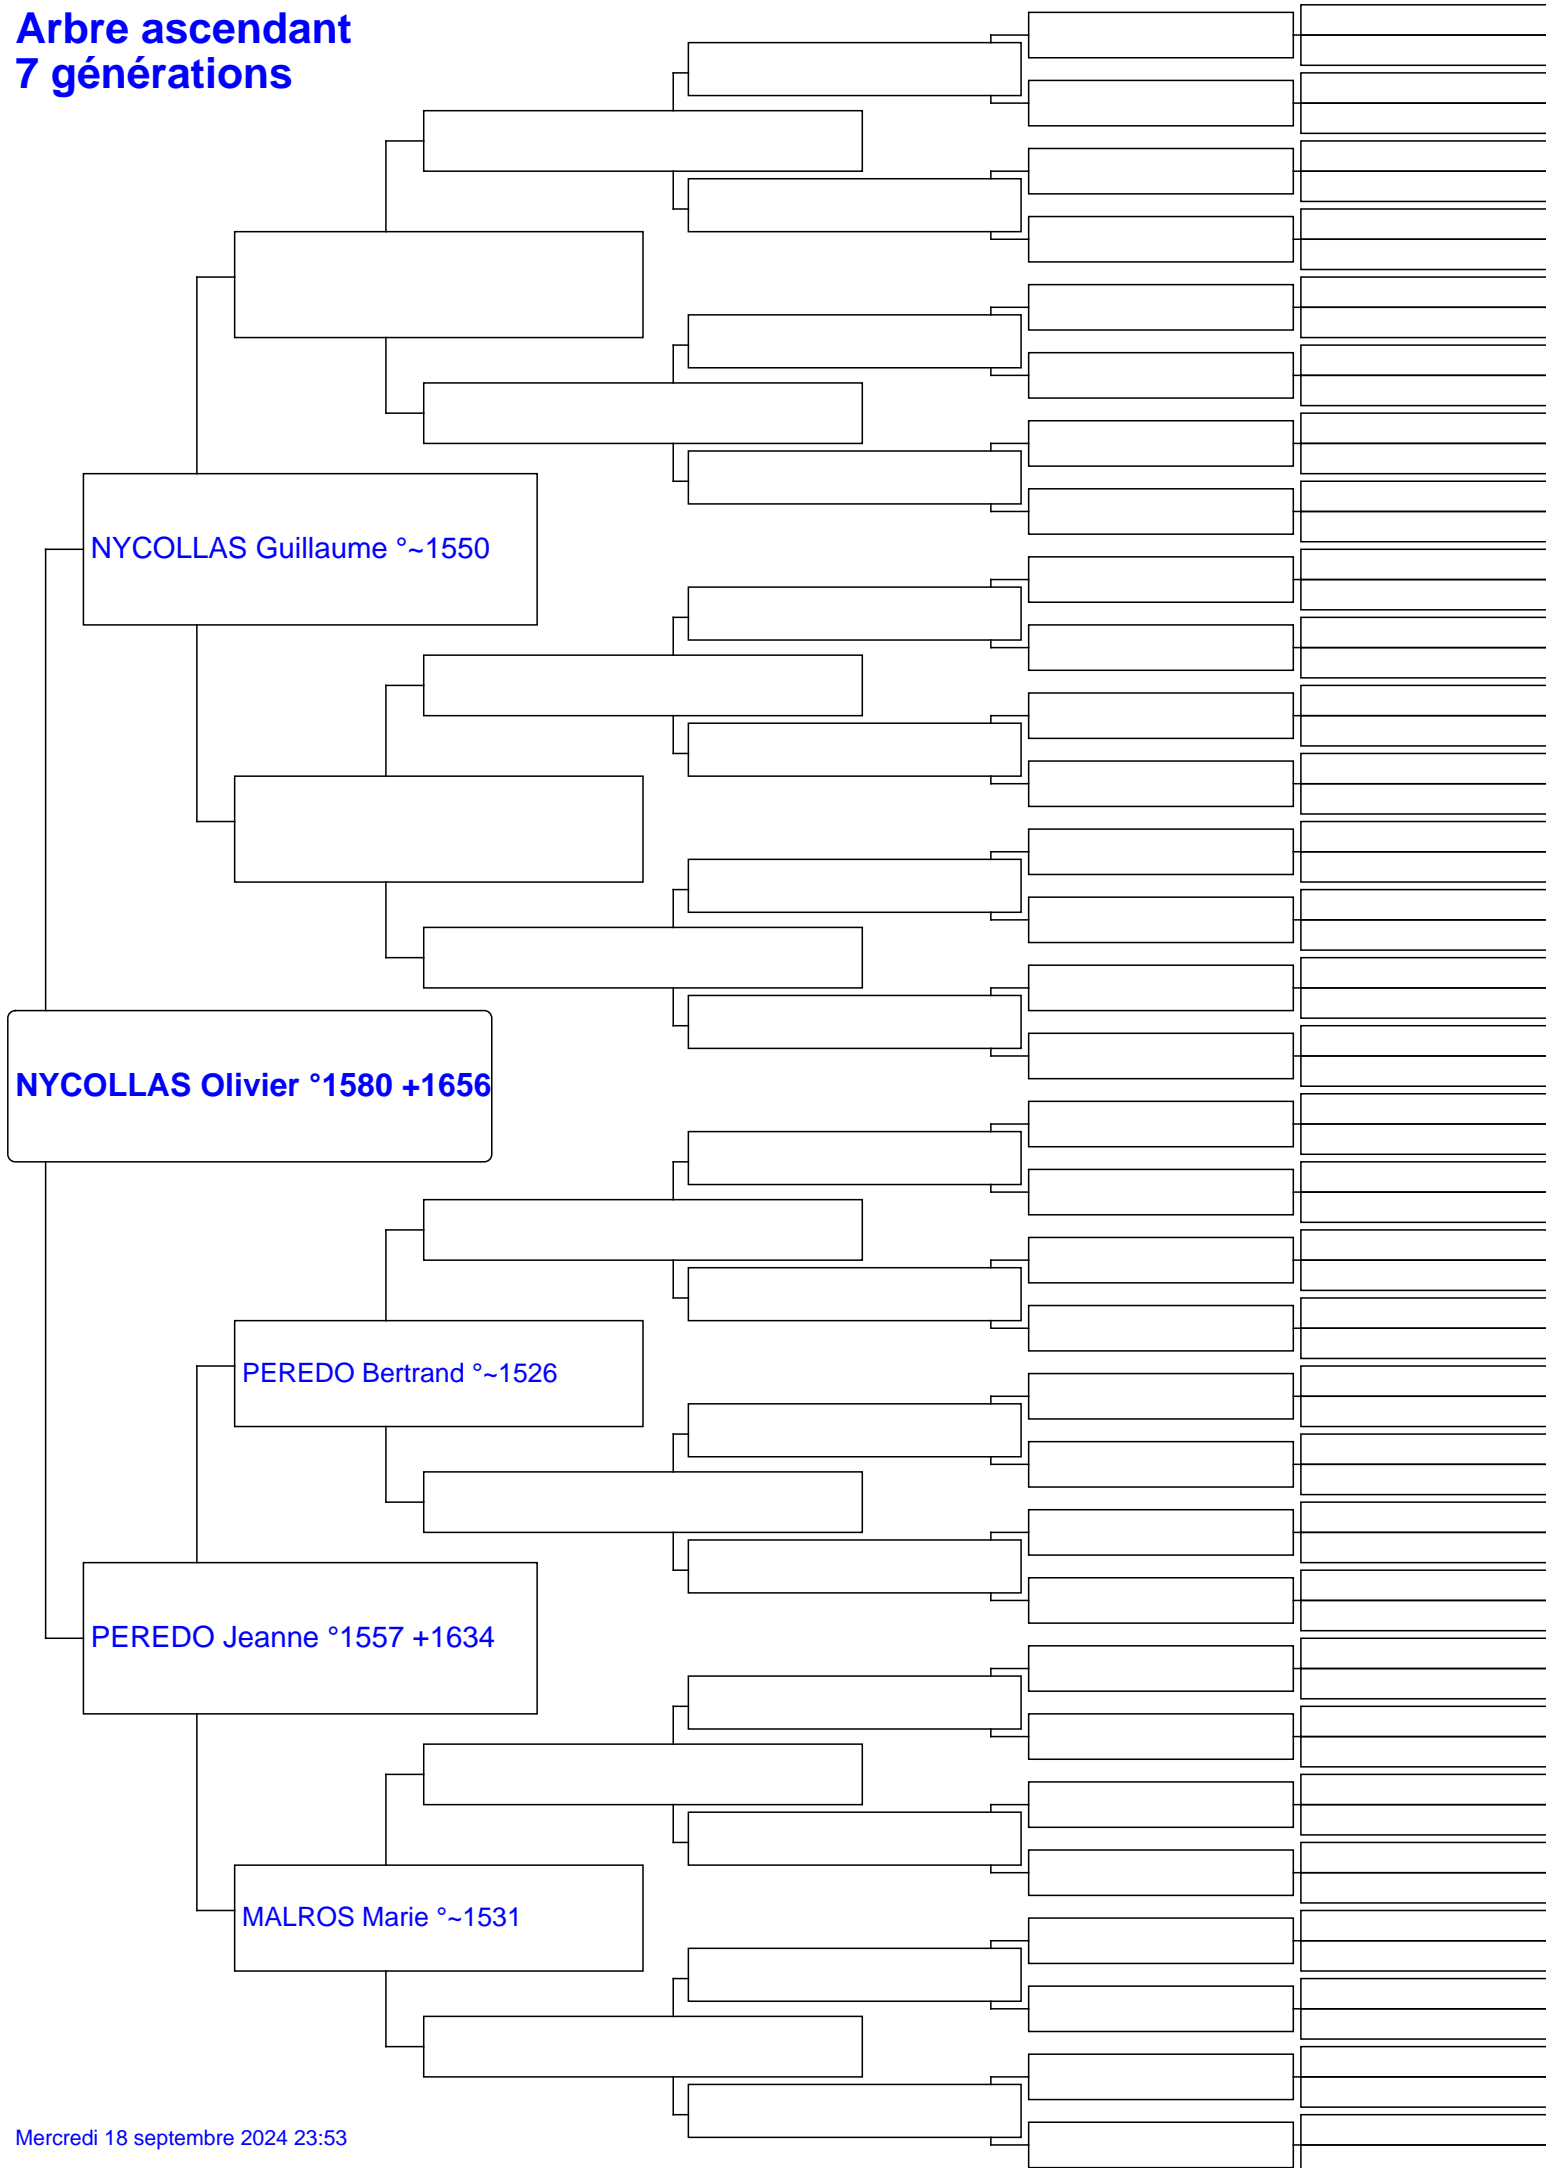 Arbre ascendant
7 générations
NYCOLLAS Guillaume °~1550
NYCOLLAS Olivier °1580 +1656
PEREDO Bertrand °~1526
PEREDO Jeanne °1557 +1634
MALROS Marie °~1531
Mercredi 18 septembre 2024 23:53